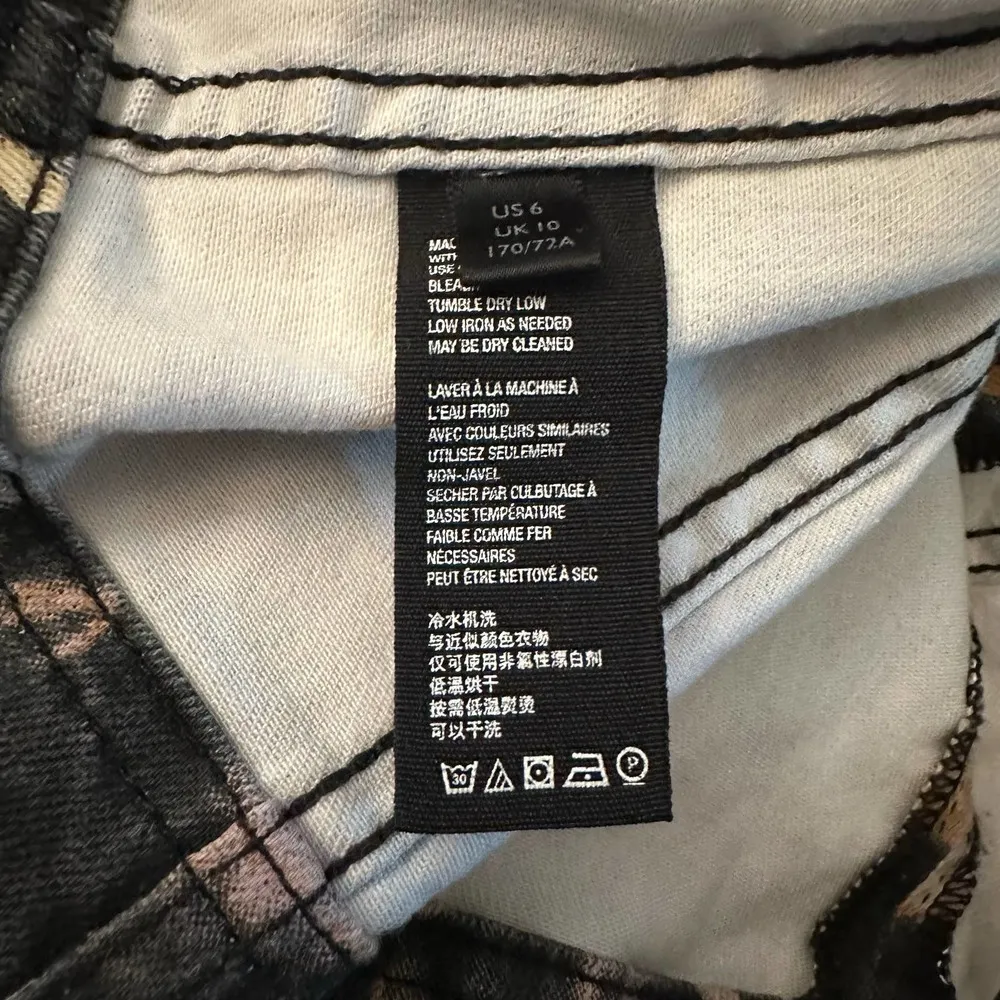 US 6
UK 10
170/72A
TUMBLE DRY LOW
LOW IRON AS NEEDED
MAY BE DRY CLEANED
LAVER À LA MACHINE À
L'EAU FROID
AVEC COULEURS SIMILAIRES
UTILISEZ SEULEMENT
NON-JAVEL
SECHER PAR CULBUTAGE À
BASSE TEMPÉRATURE
FAIBLE COMME FER
NÉCESSAIRES
PEUT ÊTRE NETTOYÉ À SEC
冷水机洗
与近似颜色衣物
仅可使用非氯性漂白剂
低温烘干
按需低温熨烫
可以干洗
30
P